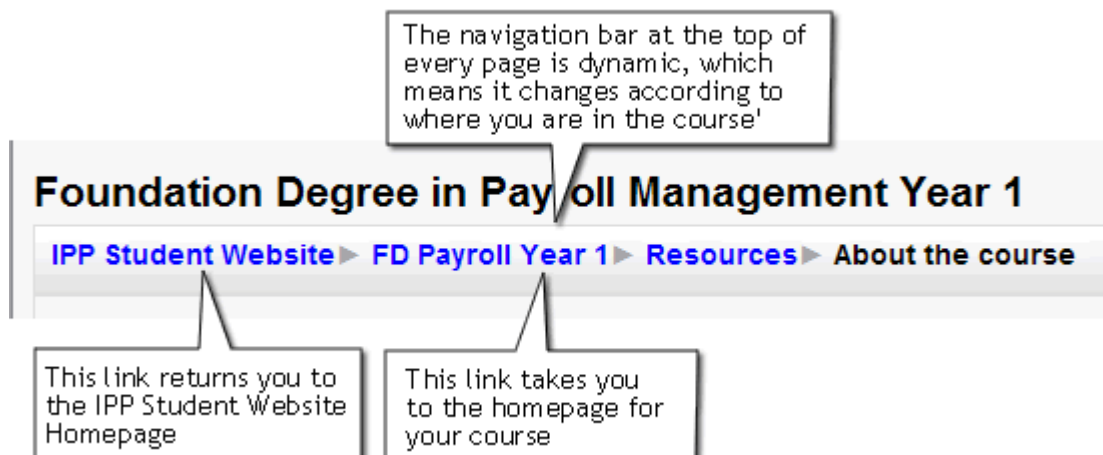 The navigation bar at the top of
every page is dynamic, which
means it changes according to
where you are in the course'
Foundation Degree in Payroll Management Year 1
IPP Student Website▶ FD Payroll Year 1▶ Resources▶ About the course
This link returns you to
the IPP Student Website
Homepage
This link takes you
to the homepage for
your course